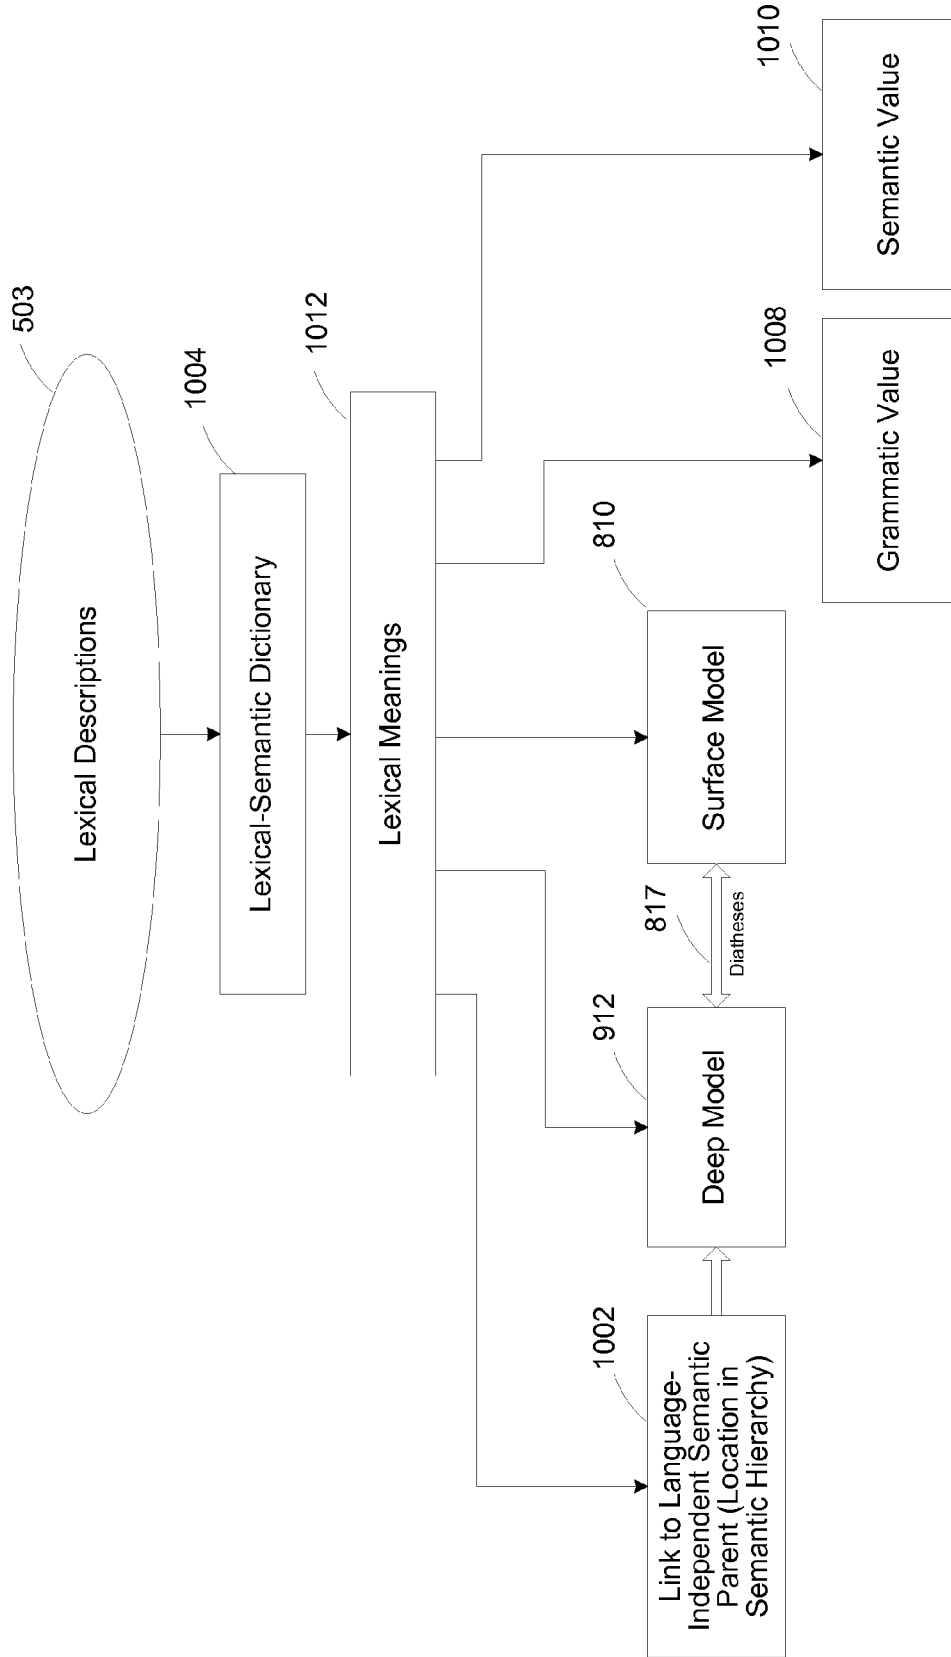 503
Lexical Descriptions
1004
Lexical-Semantic Dictionary
1012
Lexical Meanings
1002
Link to Language-
Independent Semantic
Parent (Location in
Semantic Hierarchy)
912
Deep Model
817
Diatheses
810
Surface Model
1008
Grammatic Value
1010
Semantic Value